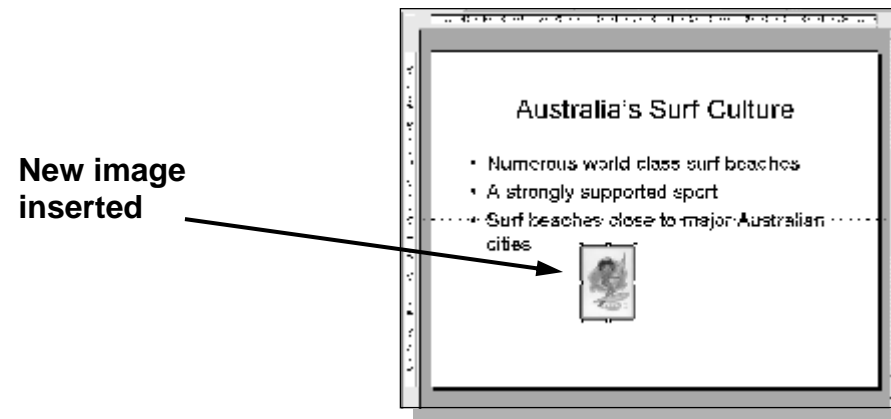 Australia's Surf Culture
• Numerous world class surf beaches
• A strongly supported sport
• Surf beaches close to major Australian
cities
New image
inserted